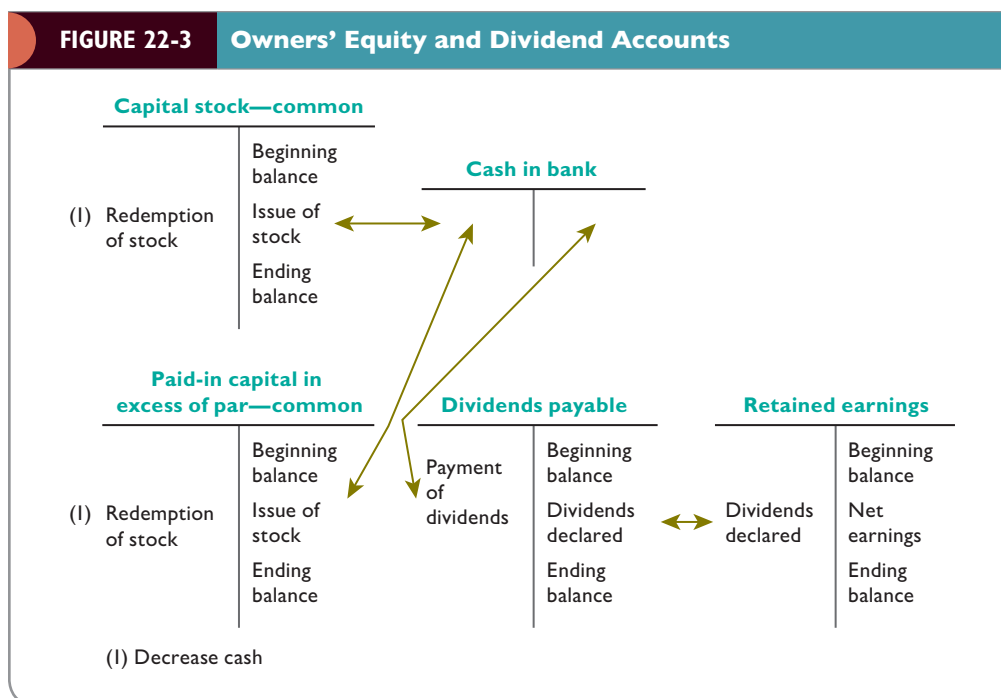 FIGURE 22-3 Owners’ Equity and Dividend Accounts
Capital stock—common
Beginning
balance
(1) Redemption
of stock
Issue of
stock
Ending
balance
Cash in bank
Paid-in capital in
excess of par—common
Beginning
balance
(1) Redemption
of stock
Issue of
stock
Ending
balance
Dividends payable
Payment
of
dividends
Beginning
balance
Dividends
declared
Ending
balance
Retained earnings
Dividends
declared
Beginning
balance
Net
earnings
Ending
balance
(1) Decrease cash